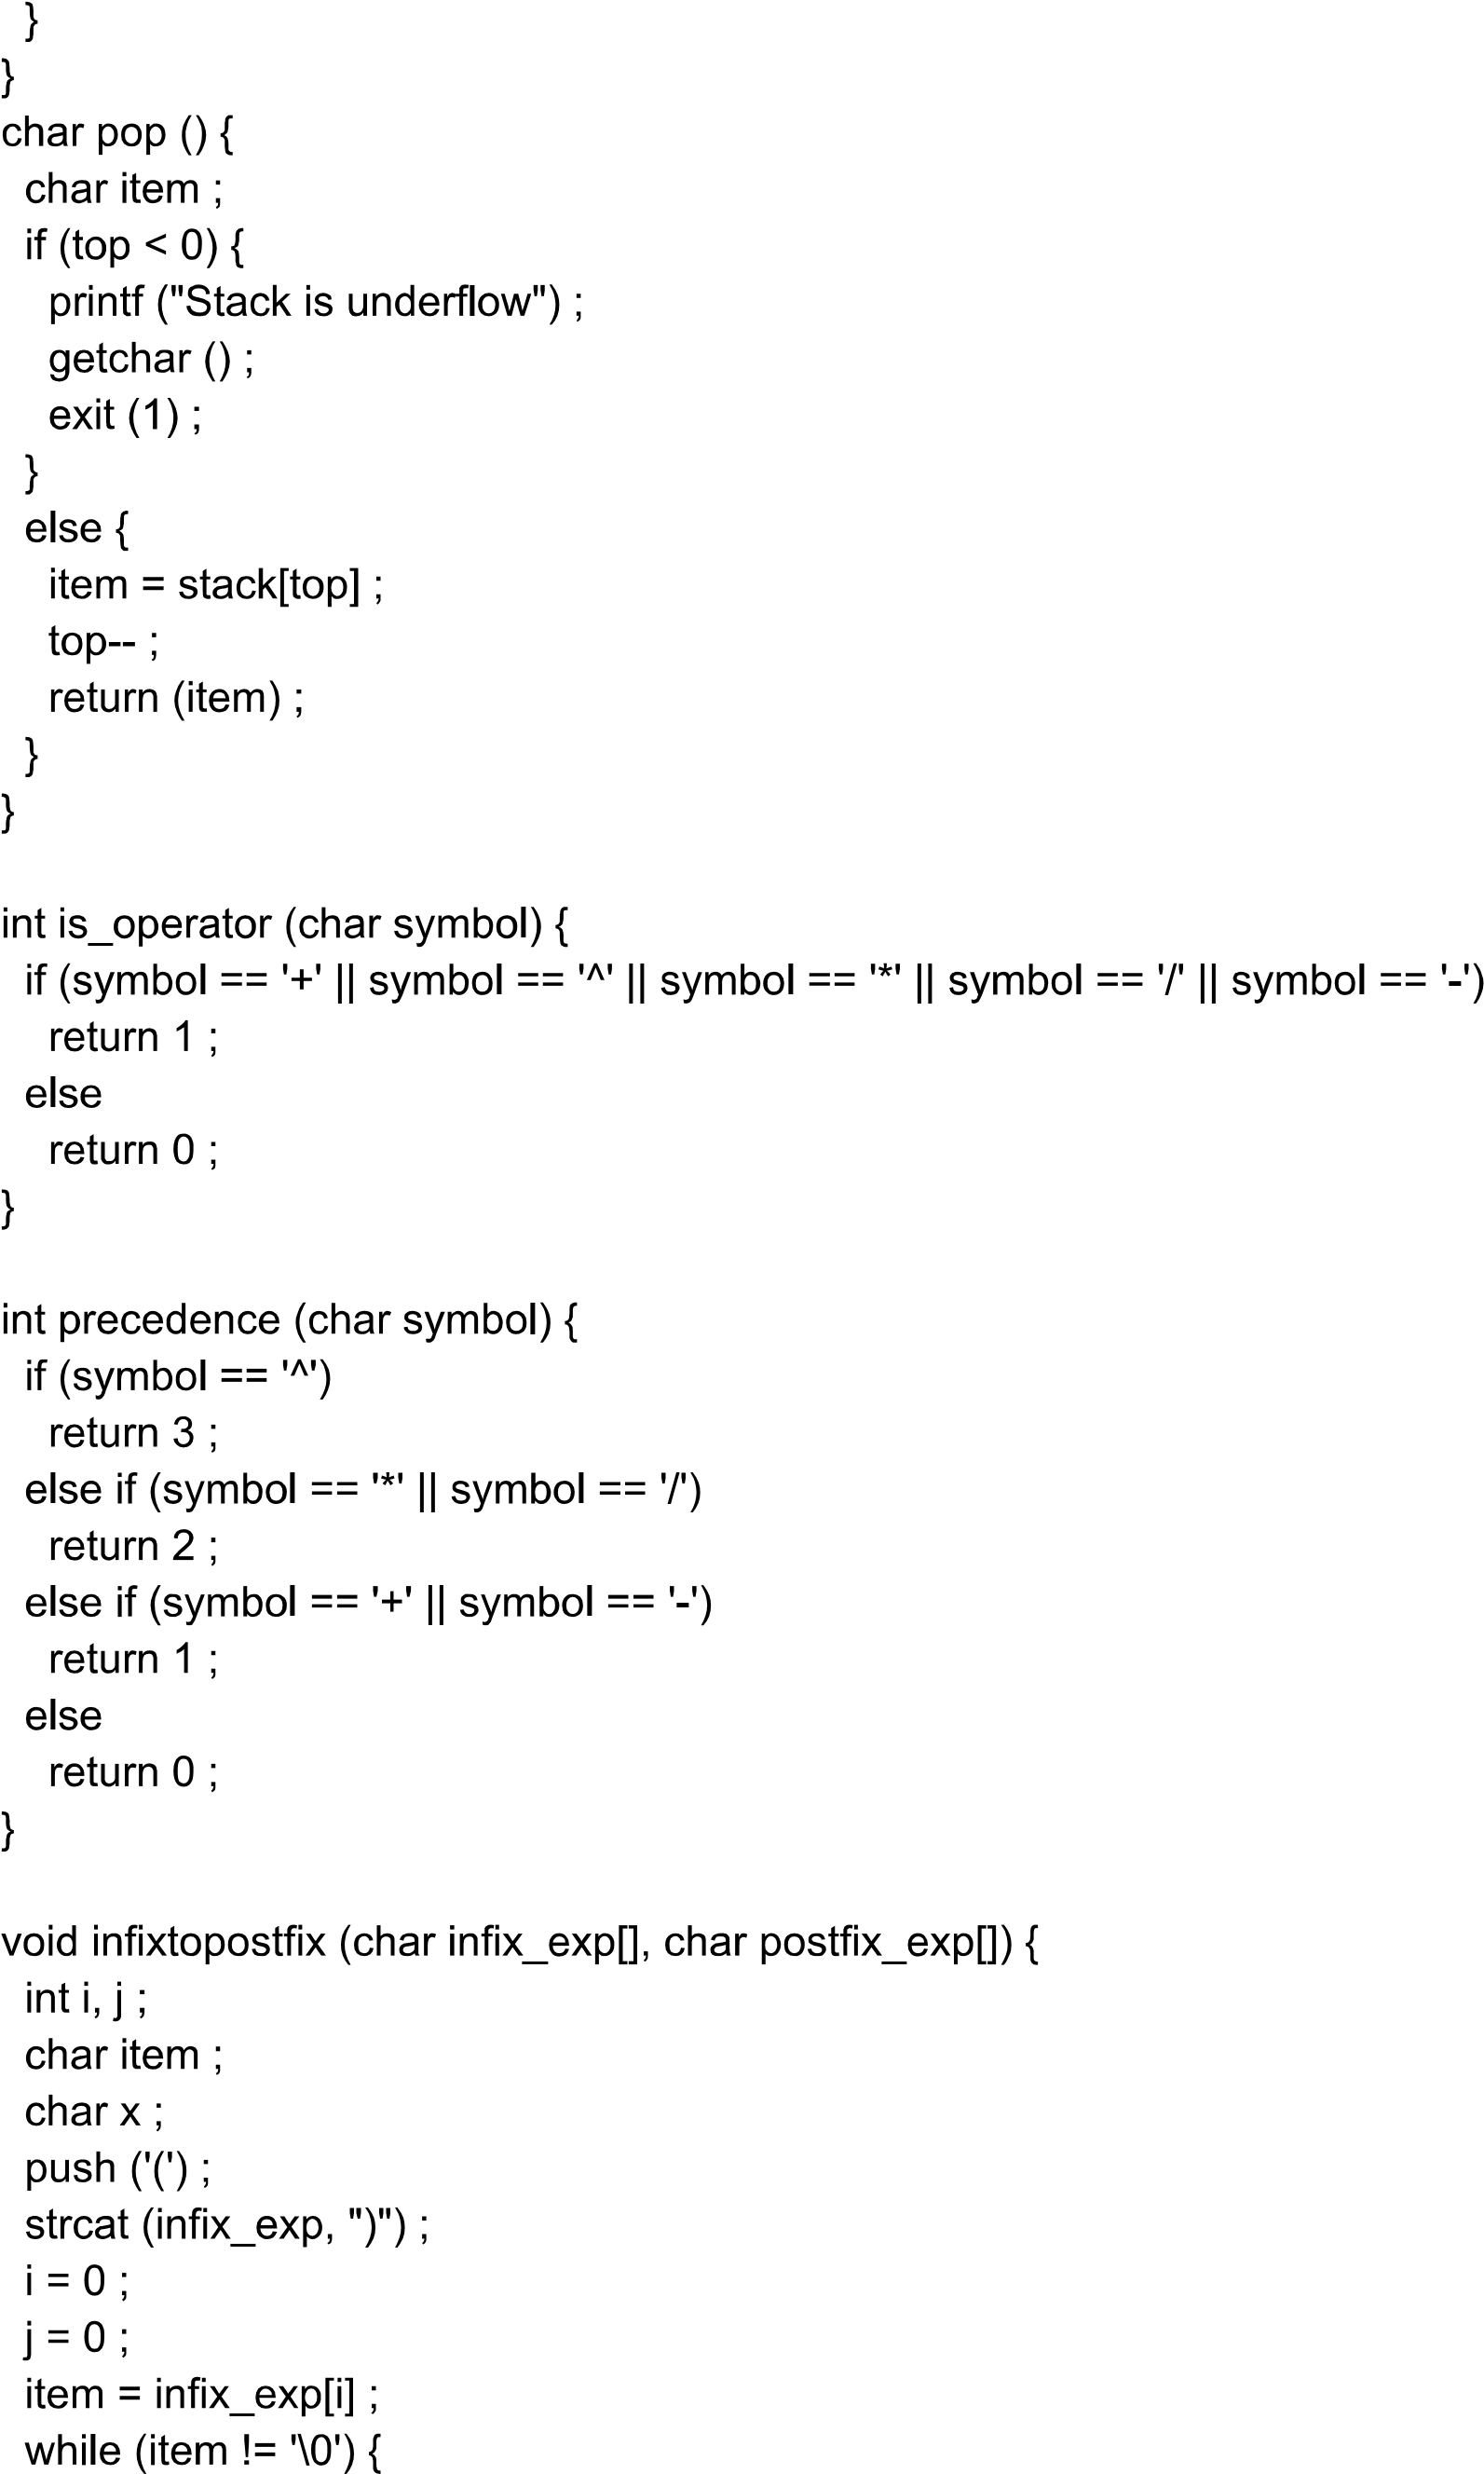 }
}
char pop () {
char item ;
if (top < 0) {
printf ("Stack is underflow") ;
getchar () ;
exit (1) ;
}
else {
item = stack[top] ;
top-- ;
return (item) ;
}
}
int is_operator (char symbol) {
if (symbol == '+' || symbol == '^' || symbol == '*' || symbol == '/' || symbol == '-')
return 1 ;
else
return 0 ;
}
int precedence (char symbol) {
if (symbol == '^')
return 3 ;
else if (symbol == '*' || symbol == '/')
return 2 ;
else if (symbol == '+' || symbol == '-')
return 1 ;
else
return 0 ;
}
void infixtopostfix (char infix_exp[], char postfix_exp[]) {
int i, j ;
char item ;
char x ;
push ('(') ;
strcat (infix_exp, ")") ;
i = 0 ;
j = 0 ;
item = infix_exp[i] ;
while (item != '\0') {